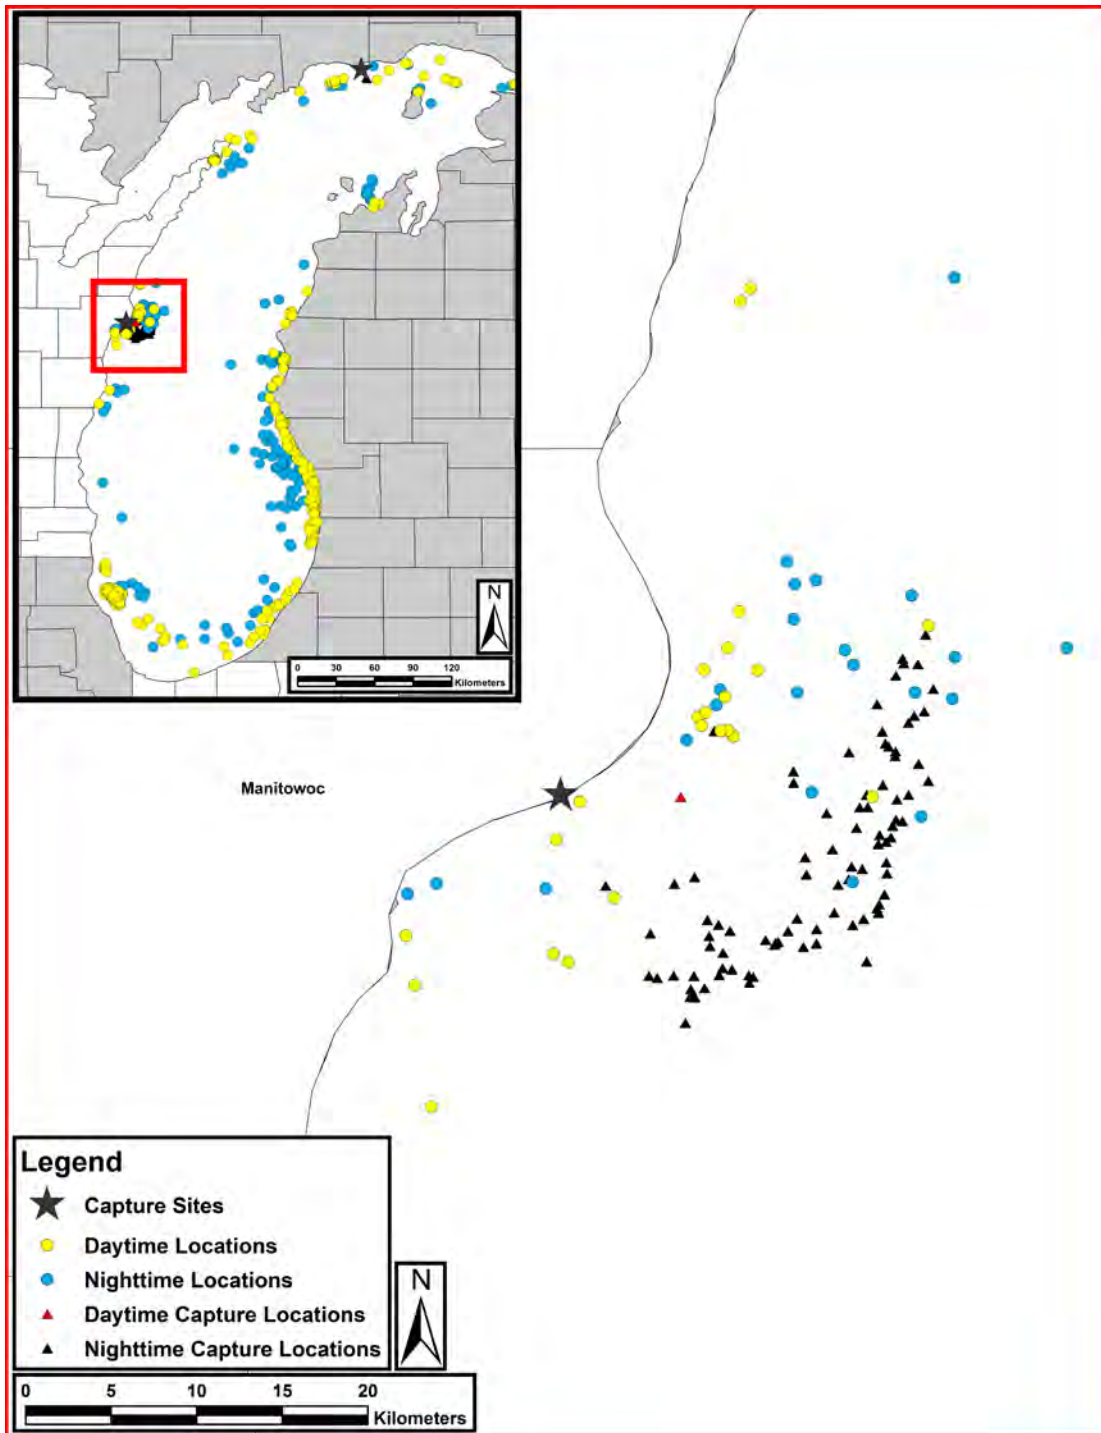 N
0 30 60 90 120
Kilometers
Manitowoc
Legend
Capture Sites
Daytime Locations
Nighttime Locations
Daytime Capture Locations
Nighttime Capture Locations
N
0 5 10 15 20
Kilometers